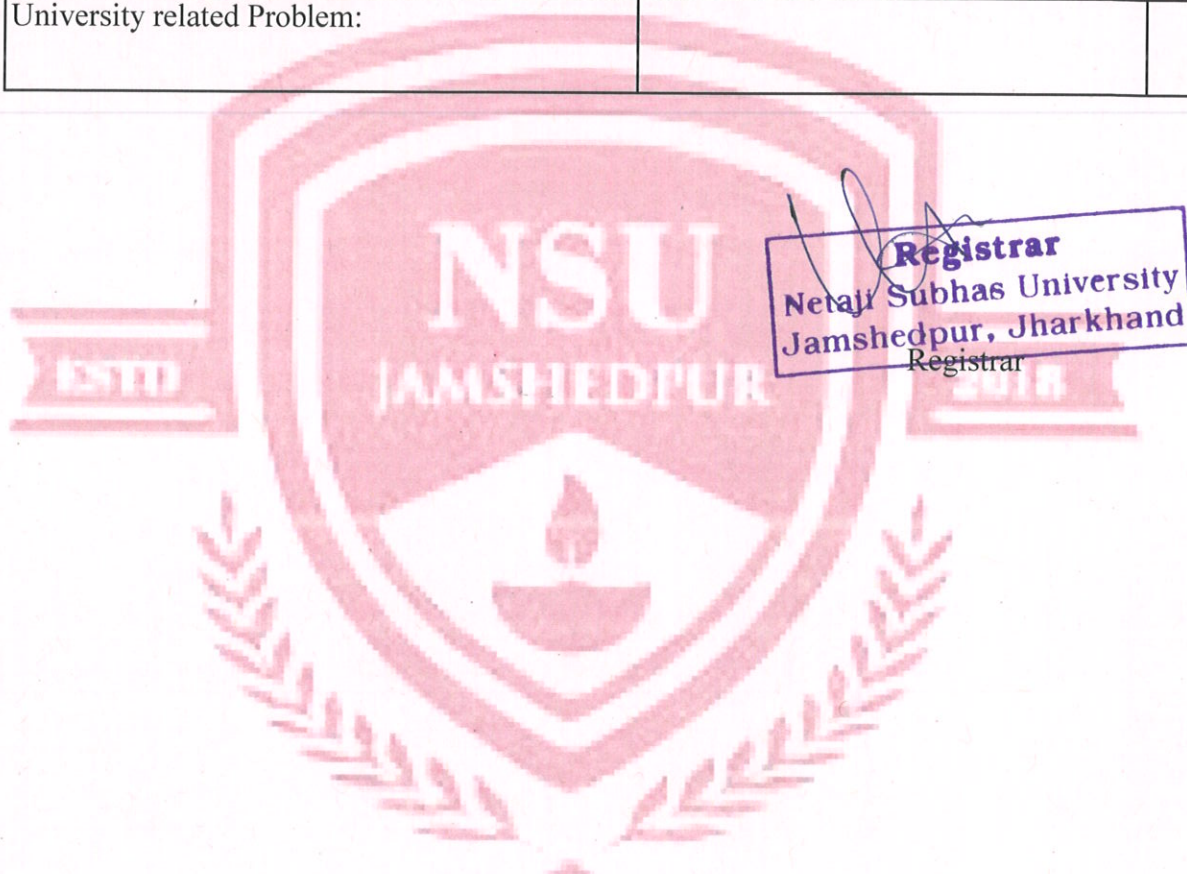 University related Problem:
NSU
JAMSHEDPUR
ESTD
2018
Registrar
Netaji Subhas University
Jamshedpur, Jharkhand
Registrar